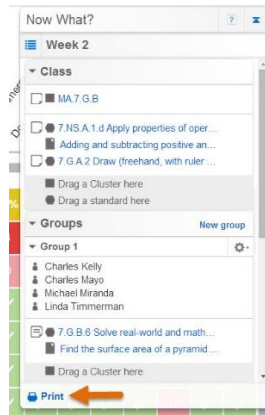 Now What?
?
Week 2
Class
MA.7.G.B
7.NS.A.1.d Apply properties of oper...
Adding and subtracting positive an...
7.G.A.2 Draw (freehand, with ruler ...
Drag a Cluster here
Drag a standard here
Groups New group
Group 1
Charles Kelly
Charles Mayo
Michael Miranda
Linda Timmerman
7.G.B.6 Solve real-world and math...
Find the surface area of a pyramid ...
Drag a Cluster here
Print